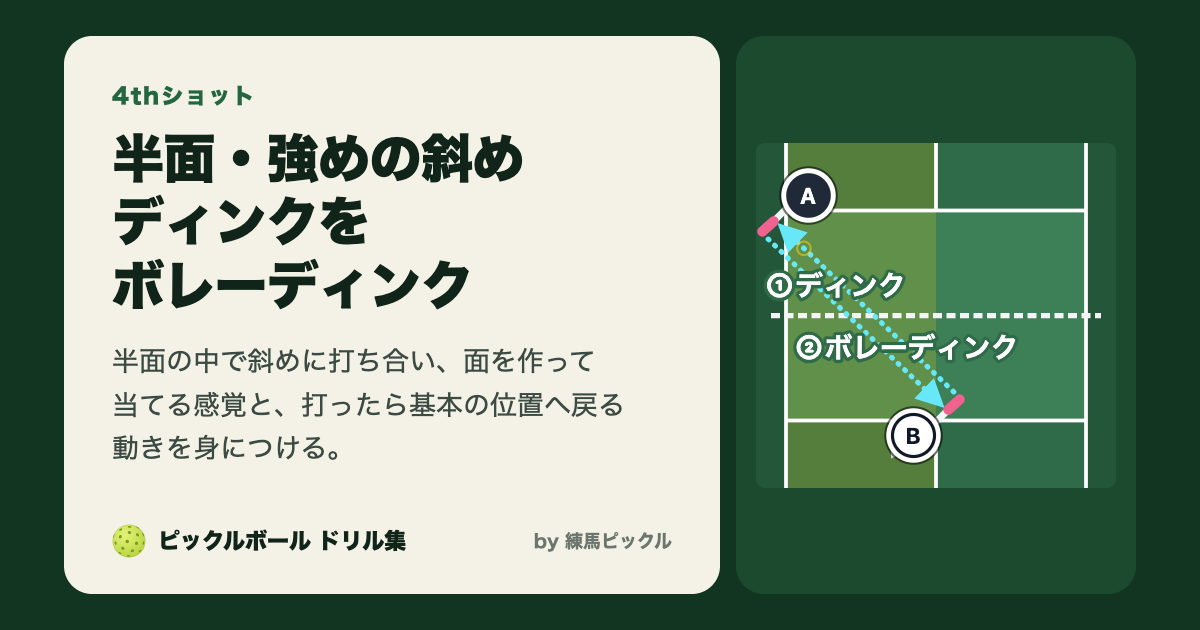 4thショット
半面・強めの斜め
ディンクを
ボレーディンク
半面の中で斜めに打ち合い、面を作って
当てる感覚と、打ったら基本の位置へ戻る
動きを身につける。
ピックルボール ドリル集
by 練馬ピックル
A
①ディンク
②ボレーディンク
B